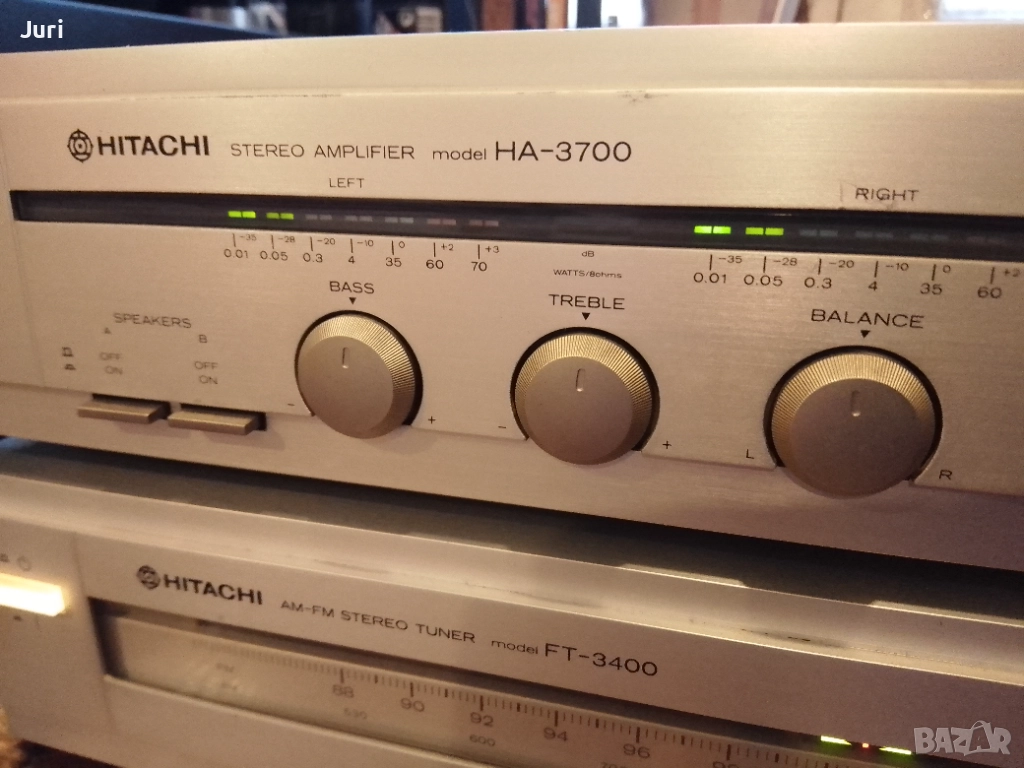 Juri
HITACHI STEREO AMPLIFIER model HA-3700
LEFT
RIGHT
-35 -28 -20 -10 0 +2 +3 dB
0.01 0.05 0.3 4 35 60 70 WATTS/8ohms
-35 -28 -20 -10 0 +2
0.01 0.05 0.3 4 35 60
SPEAKERS
A B
OFF OFF
ON ON
BASS
- +
TREBLE
- +
BALANCE
L R
HITACHI AM-FM STEREO TUNER model FT-3400
88 90 92 94 96
600
BAZAR